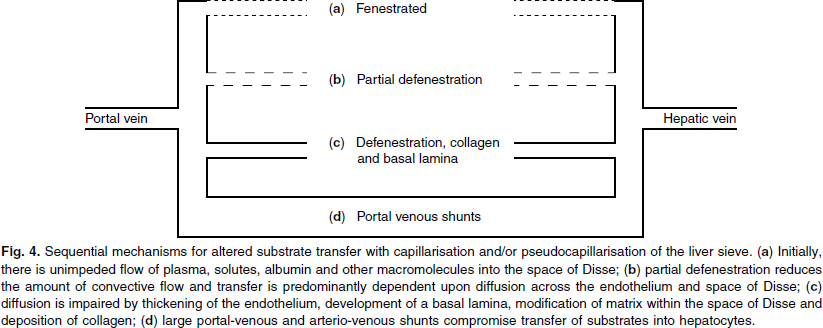 (a) Fenestrated
(b) Partial defenestration
Portal vein
Hepatic vein
(c) Defenestration, collagen
and basal lamina
(d) Portal venous shunts
Fig. 4. Sequential mechanisms for altered substrate transfer with capillarisation and/or pseudocapillarisation of the liver sieve. (a) Initially,
there is unimpeded flow of plasma, solutes, albumin and other macromolecules into the space of Disse; (b) partial defenestration reduces
the amount of convective flow and transfer is predominantly dependent upon diffusion across the endothelium and space of Disse; (c)
diffusion is impaired by thickening of the endothelium, development of a basal lamina, modification of matrix within the space of Disse and
deposition of collagen; (d) large portal-venous and arterio-venous shunts compromise transfer of substrates into hepatocytes.